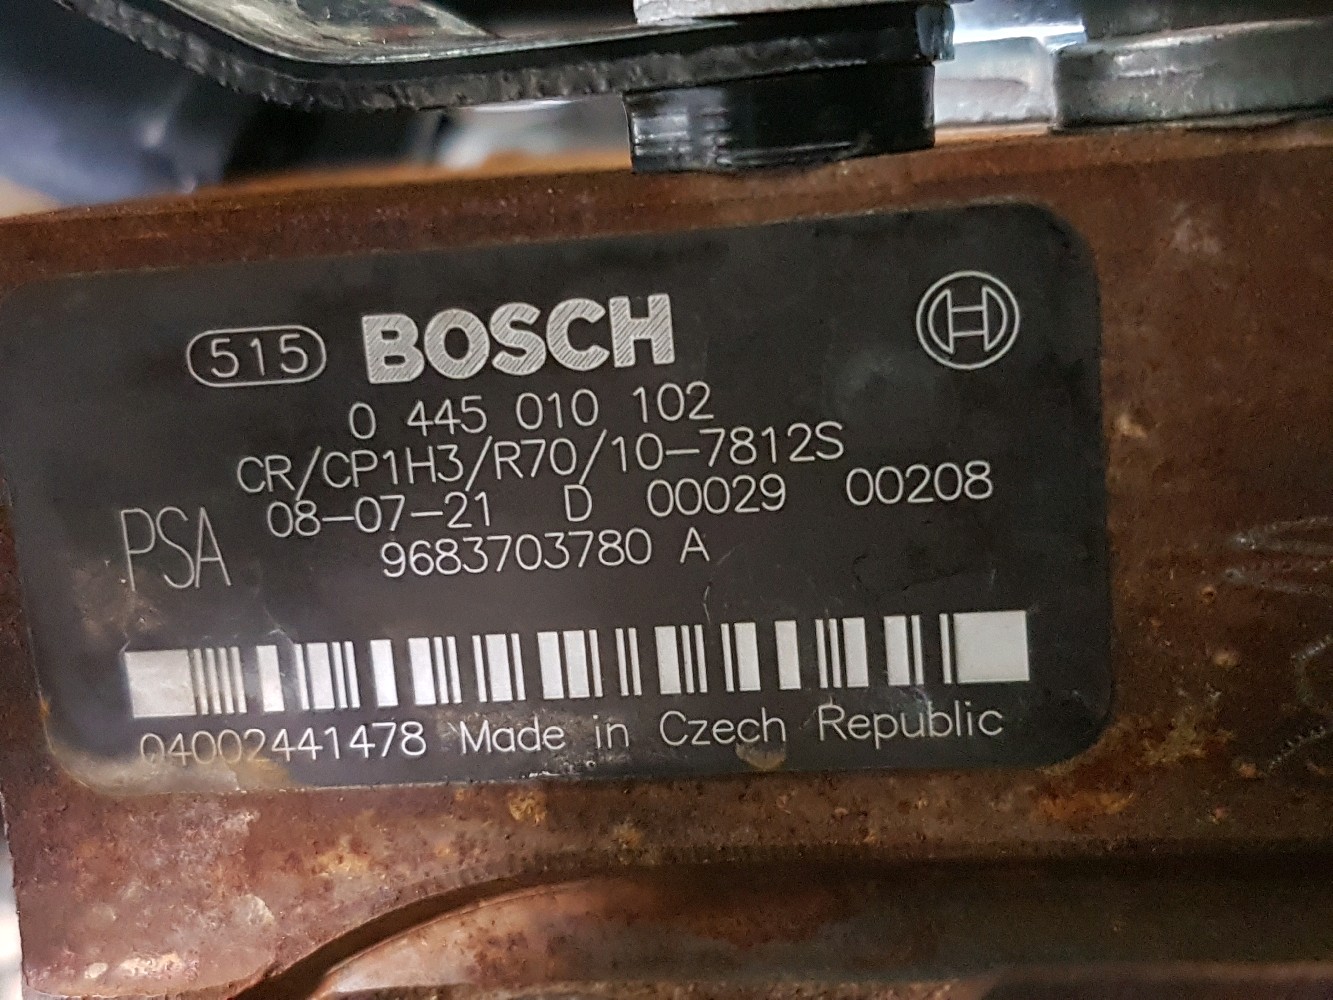 515 BOSCH
0 445 010 102
CR/CP1H3/R70/10-7812S
08-07-21 D 00029 00208
PSA
9683703780 A
04002441478 Made in Czech Republic